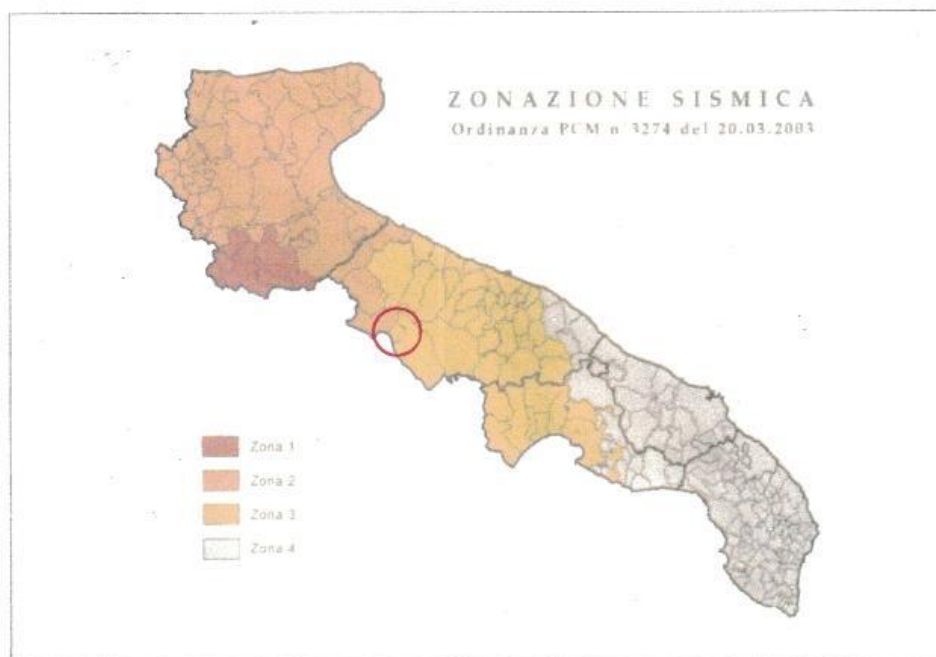 ZONAZIONE SISMICA
Ordinanza PCM n 3274 del 20.03.2003
Zona 1
Zona 2
Zona 3
Zona 4